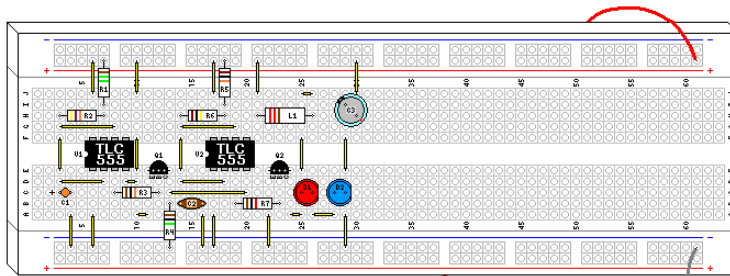 - -
+ +
5 10 15 20 25 30 35 40 45 50 55 60
R1 R5
J
I
H
G
F
R2 R6 L1 C3
U1 TLC 555 Q1 U2 TLC 555 Q2
E B C E B C
E
D
C
B
A
+ C1 R3 C2 R7 D1 D2
R4
5 10 15 20 25 30 35 40 45 50 55 60
- -
+ +